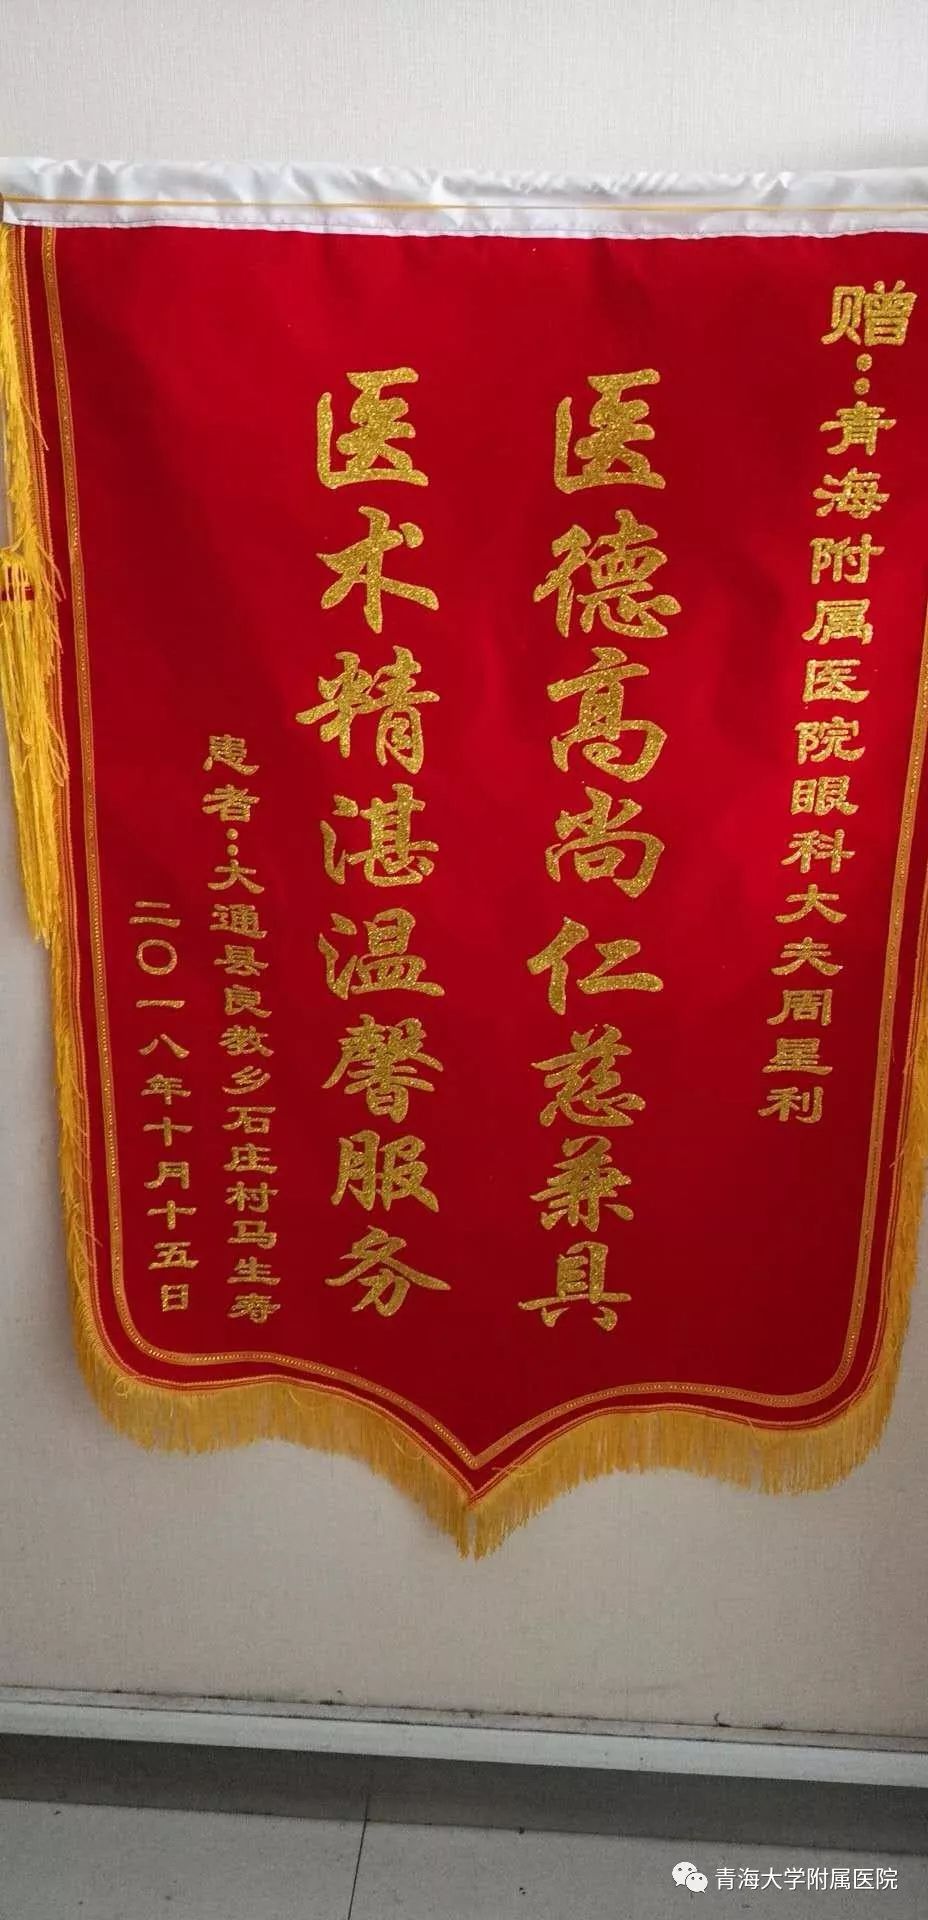 赠：青海附属医院眼科大夫周星利
医德高尚仁慈兼具
医术精湛温馨服务
患者：大通县良教乡石庄村马生寿
二〇一八年十月十五日
青海大学附属医院